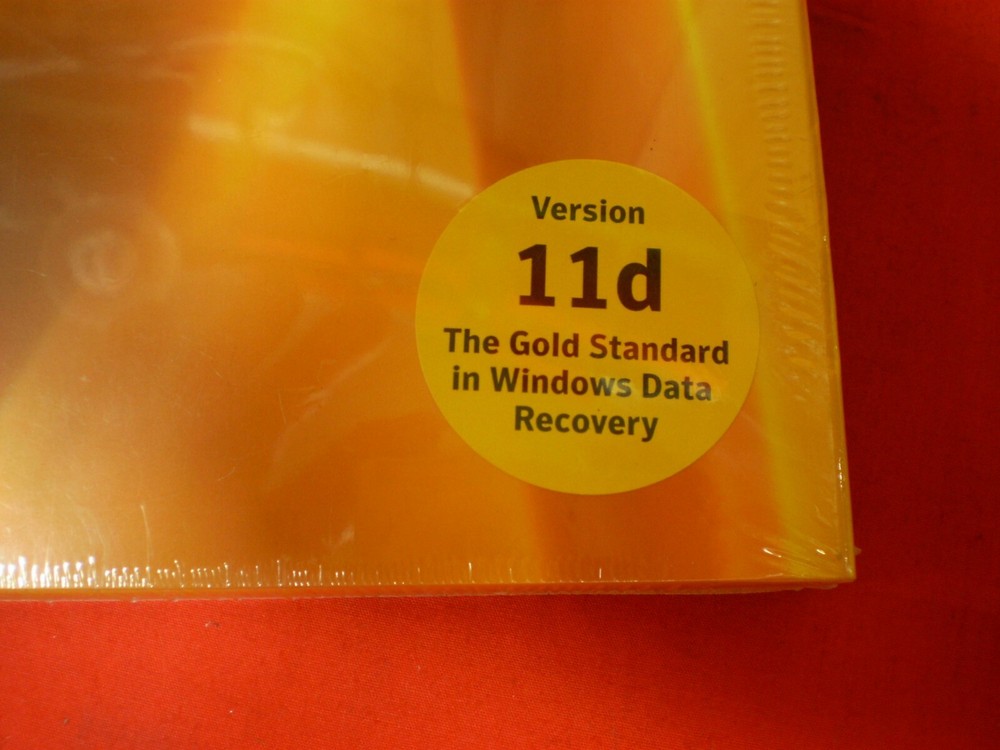 Version
11d
The Gold Standard
in Windows Data
Recovery